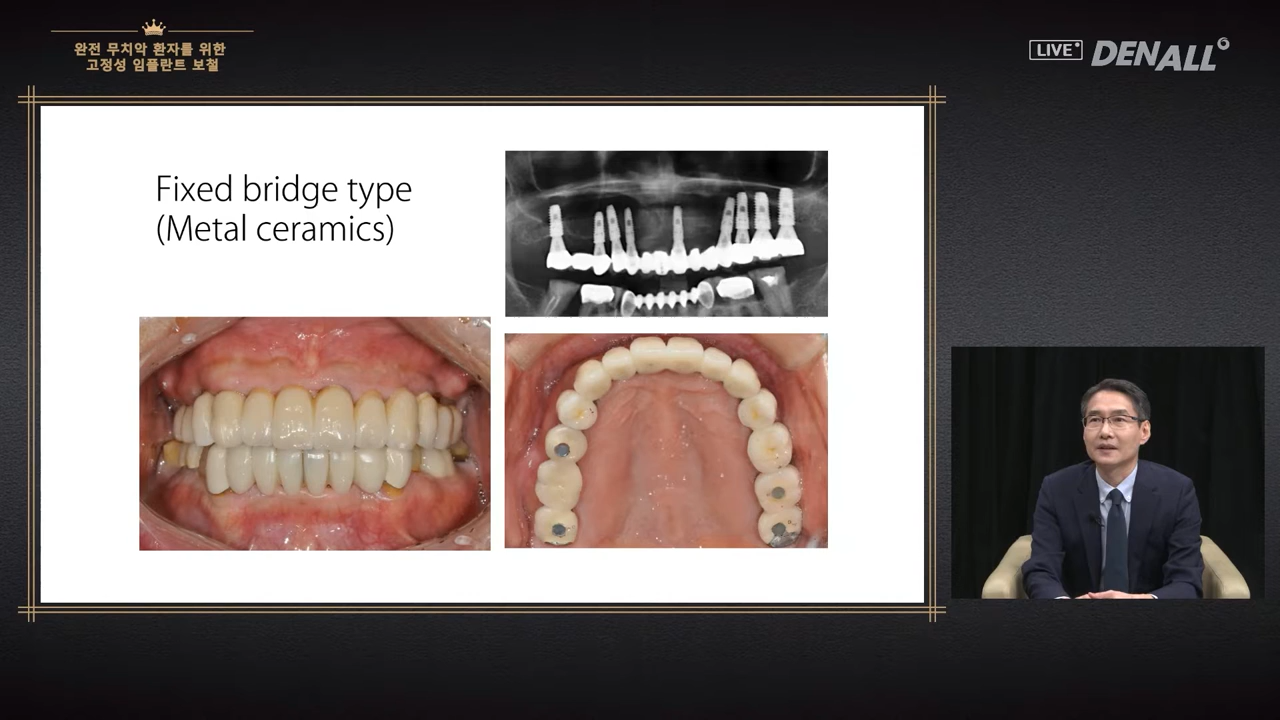 완전 무치악 환자를 위한
고정성 임플란트 보철
LIVE
DENALL
Fixed bridge type
(Metal ceramics)